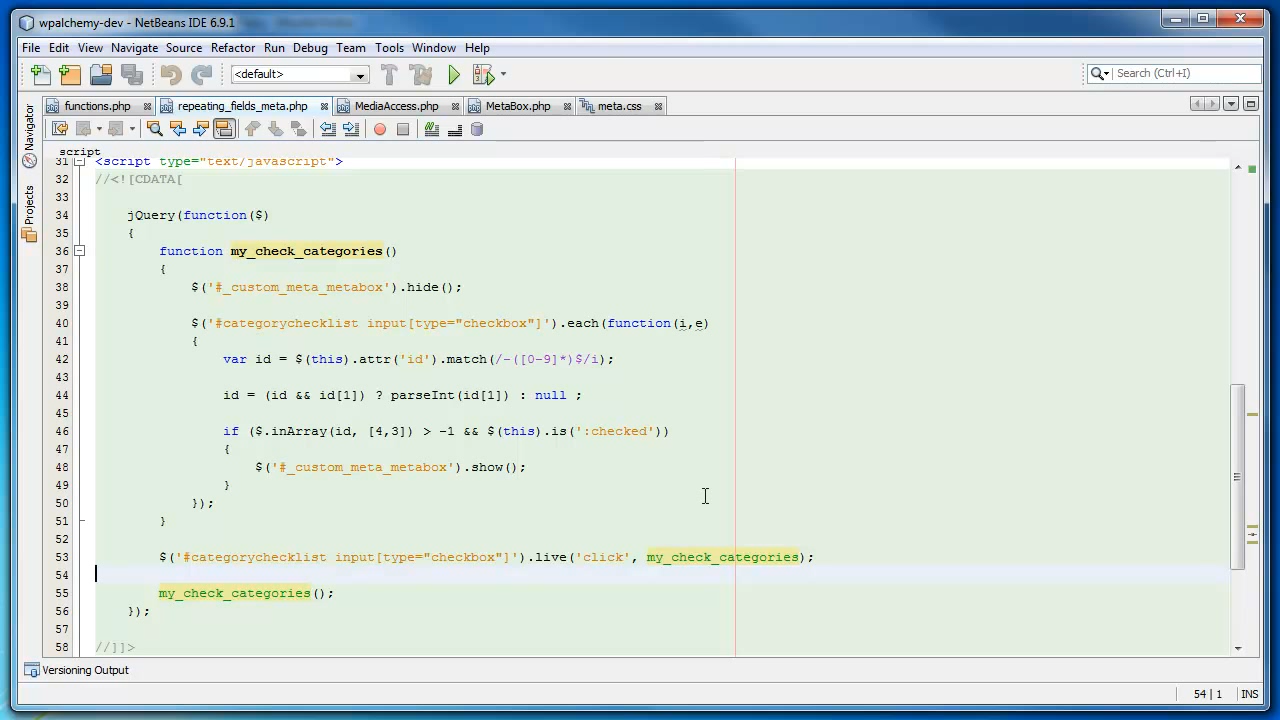 wpalchemy-dev - NetBeans IDE 6.9.1
File Edit View Navigate Source Refactor Run Debug Team Tools Window Help
<default>
Search (Ctrl+I)
functions.php repeating_fields_meta.php MediaAccess.php MetaBox.php meta.css
Navigator
Projects
script
31 <script type="text/javascript">
32 //<![CDATA[
33
34 jQuery(function($)
35 {
36 function my_check_categories()
37 {
38 $('#_custom_meta_metabox').hide();
39
40 $('#categorychecklist input[type="checkbox"]').each(function(i,e)
41 {
42 var id = $(this).attr('id').match(/-([0-9]*)$/i);
43
44 id = (id && id[1]) ? parseInt(id[1]) : null ;
45
46 if ($.inArray(id, [4,3]) > -1 && $(this).is(':checked'))
47 {
48 $('#_custom_meta_metabox').show();
49 }
50 });
51 }
52
53 $('#categorychecklist input[type="checkbox"]').live('click', my_check_categories);
54
55 my_check_categories();
56 });
57
58 //]]>
Versioning Output
54 | 1 INS